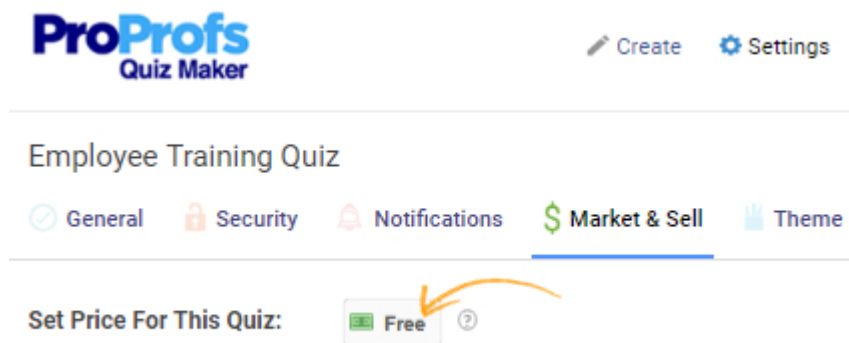 ProProfs
Quiz Maker
Create Settings
Employee Training Quiz
General Security Notifications $ Market & Sell Theme
Set Price For This Quiz: Free ?